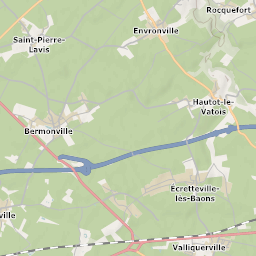 Rocquefort
Envronville
Saint-Pierre-
Lavis
Hautot-le-
Vatois
Bermonville
Ecretteville-
lès-Baons
ville
Valliquerville